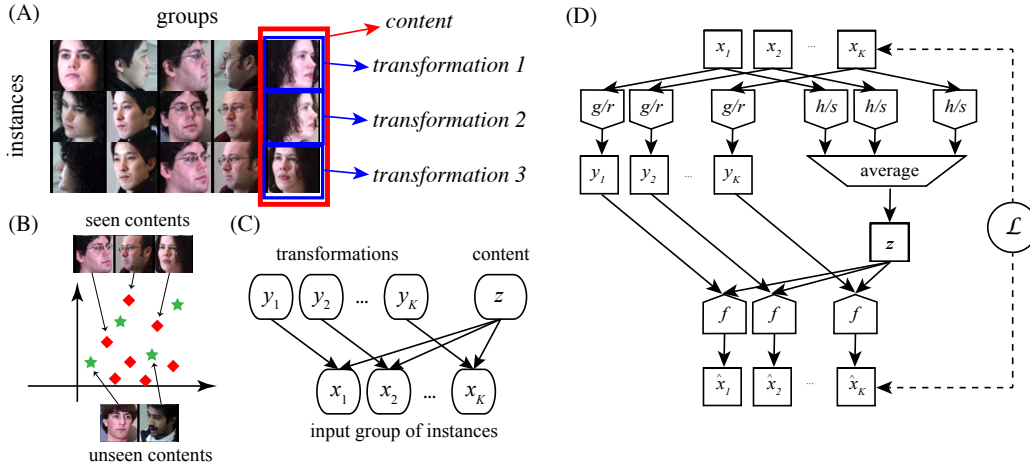 (A)
groups
content
instances
transformation 1
transformation 2
transformation 3
(B)
seen contents
unseen contents
(C)
transformations
content
y1 y2 ... yK z
x1 x2 ... xK
input group of instances
(D)
x1 x2 ... xK
g/r g/r g/r h/s h/s h/s
y1 y2 ... yK average
z
ℒ
f f f
x̂1 x̂2 ... x̂K